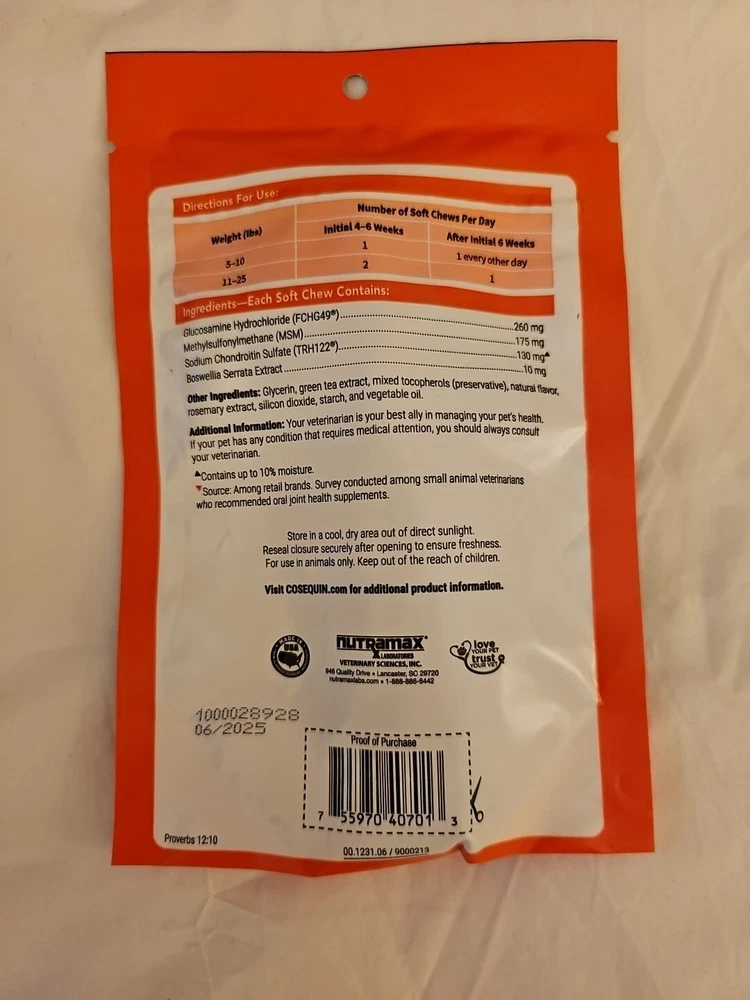 Directions For Use:
Weight (lbs) Number of Soft Chews Per Day
Initial 4–6 Weeks After Initial 6 Weeks
5-10 1 1 every other day
11-25 2 1
Ingredients—Each Soft Chew Contains:
Glucosamine Hydrochloride (FCHG49®)..........260 mg
Methylsulfonylmethane (MSM)..........175 mg
Sodium Chondroitin Sulfate (TRH122®)..........130 mg▲
Boswellia Serrata Extract..........10 mg
Other Ingredients: Glycerin, green tea extract, mixed tocopherols (preservative), natural flavor,
rosemary extract, silicon dioxide, starch, and vegetable oil.
Additional Information: Your veterinarian is your best ally in managing your pet's health.
If your pet has any condition that requires medical attention, you should always consult
your veterinarian.
▲Contains up to 10% moisture.
▼Source: Among retail brands. Survey conducted among small animal veterinarians
who recommended oral joint health supplements.
Store in a cool, dry area out of direct sunlight.
Reseal closure securely after opening to ensure freshness.
For use in animals only. Keep out of the reach of children.
Visit COSEQUIN.com for additional product information.
MADE IN
USA
nutramax®
LABORATORIES
VETERINARY SCIENCES, INC.
946 Quality Drive • Lancaster, SC 29720
nutramaxlabs.com • 1-888-886-6442
love
YOUR PET
trust
YOUR VET
1000028928
06/2025
Proof of Purchase
7 55970 40701 3
Proverbs 12:10
00.1231.06 / 9000213